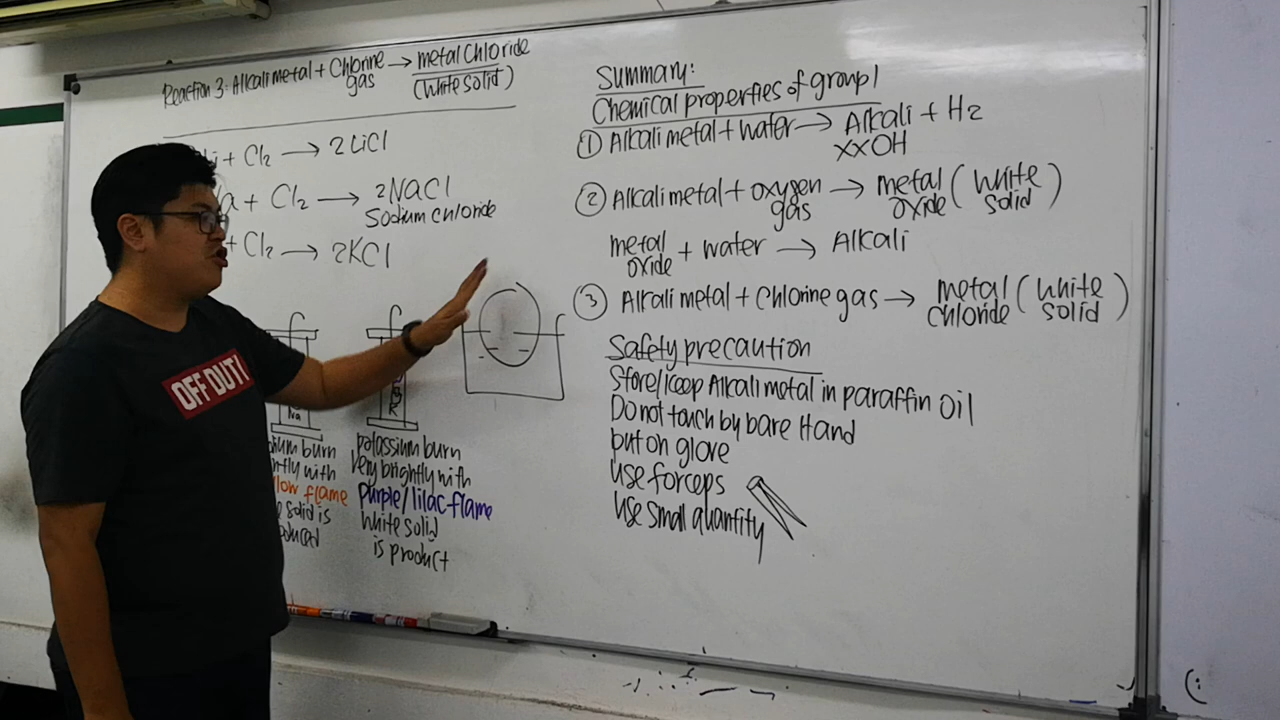 Reaction 3: Alkali metal + Chlorine gas → metal Chloride (white solid)
+ Cl₂ → 2LiCl
+ Cl₂ → 2NaCl
Sodium chloride
+ Cl₂ → 2KCl
Na
K
burn
with
flame
solid is
potassium burn
very brightly with
purple/lilac flame
white solid
is product
OFF DUTY
Summary:
Chemical properties of group 1
① Alkali metal + water → Alkali + H₂
XXOH
② Alkali metal + oxygen gas → metal oxide (white solid)
metal oxide + water → Alkali
③ Alkali metal + Chlorine gas → metal chloride (white solid)
Safety precaution
Store/keep Alkali metal in paraffin Oil
Do not touch by bare Hand
put on glove
use forceps
use small quantity